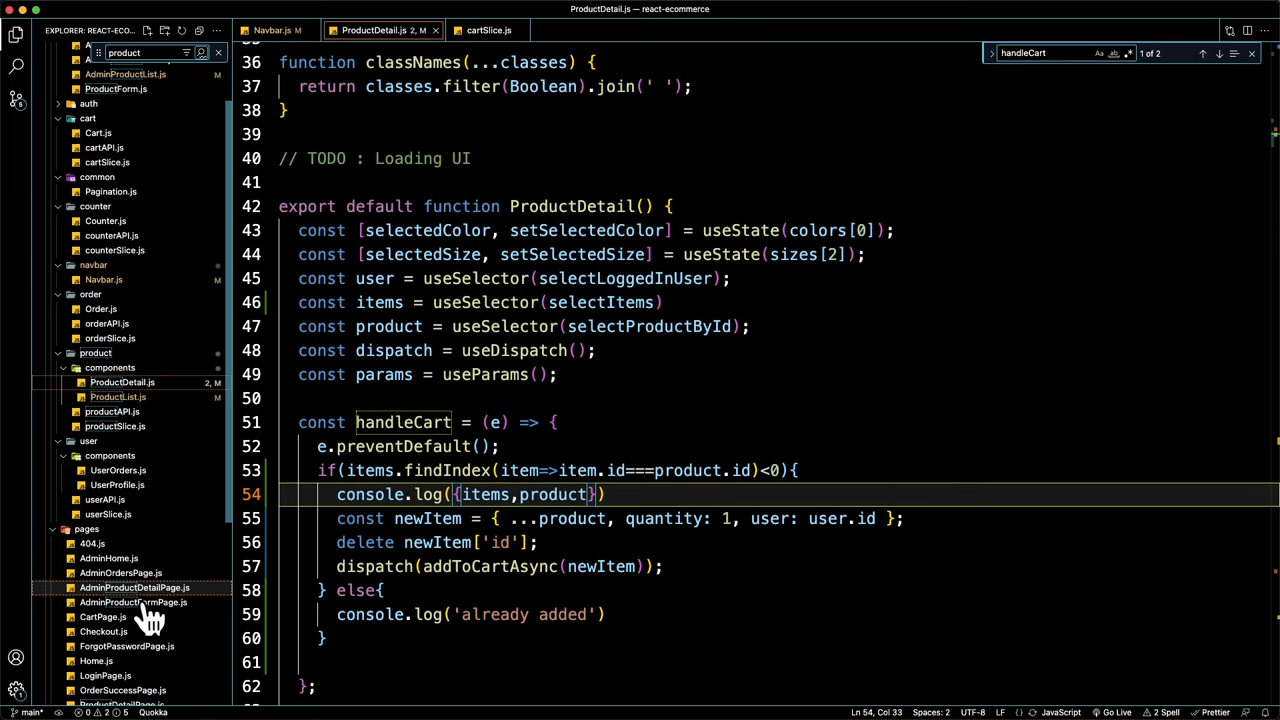 ProductDetail.js — react-ecommerce
EXPLORER: REACT-ECO...
product
AdminProductList.js M
ProductForm.js
auth
cart
Cart.js
cartAPI.js
cartSlice.js
common
Pagination.js
counter
Counter.js
counterAPI.js
counterSlice.js
navbar
Navbar.js M
order
Order.js
orderAPI.js
orderSlice.js
product
components
ProductDetail.js 2, M
ProductList.js M
productAPI.js
productSlice.js
user
components
UserOrders.js
UserProfile.js
userAPI.js
userSlice.js
pages
404.js
AdminHome.js
AdminOrdersPage.js
AdminProductDetailPage.js
AdminProductFormPage.js
CartPage.js
Checkout.js
ForgotPasswordPage.js
Home.js
LoginPage.js
OrderSuccessPage.js
ProductDetailPage.js
Navbar.js M
ProductDetail.js 2, M
cartSlice.js
handleCart
Aa ab 1 of 2
36 function classNames(...classes) {
37 return classes.filter(Boolean).join(' ');
38 }
39
40 // TODO : Loading UI
41
42 export default function ProductDetail() {
43 const [selectedColor, setSelectedColor] = useState(colors[0]);
44 const [selectedSize, setSelectedSize] = useState(sizes[2]);
45 const user = useSelector(selectLoggedInUser);
46 const items = useSelector(selectItems)
47 const product = useSelector(selectProductById);
48 const dispatch = useDispatch();
49 const params = useParams();
50
51 const handleCart = (e) => {
52 e.preventDefault();
53 if(items.findIndex(item=>item.id===product.id)<0){
54 console.log({items,product})
55 const newItem = { ...product, quantity: 1, user: user.id };
56 delete newItem['id'];
57 dispatch(addToCartAsync(newItem));
58 } else{
59 console.log('already added')
60 }
61
62 };
main* 0 2 5 Quokka
Ln 54, Col 33 Spaces: 2 UTF-8 LF {} JavaScript Go Live 2 Spell Prettier